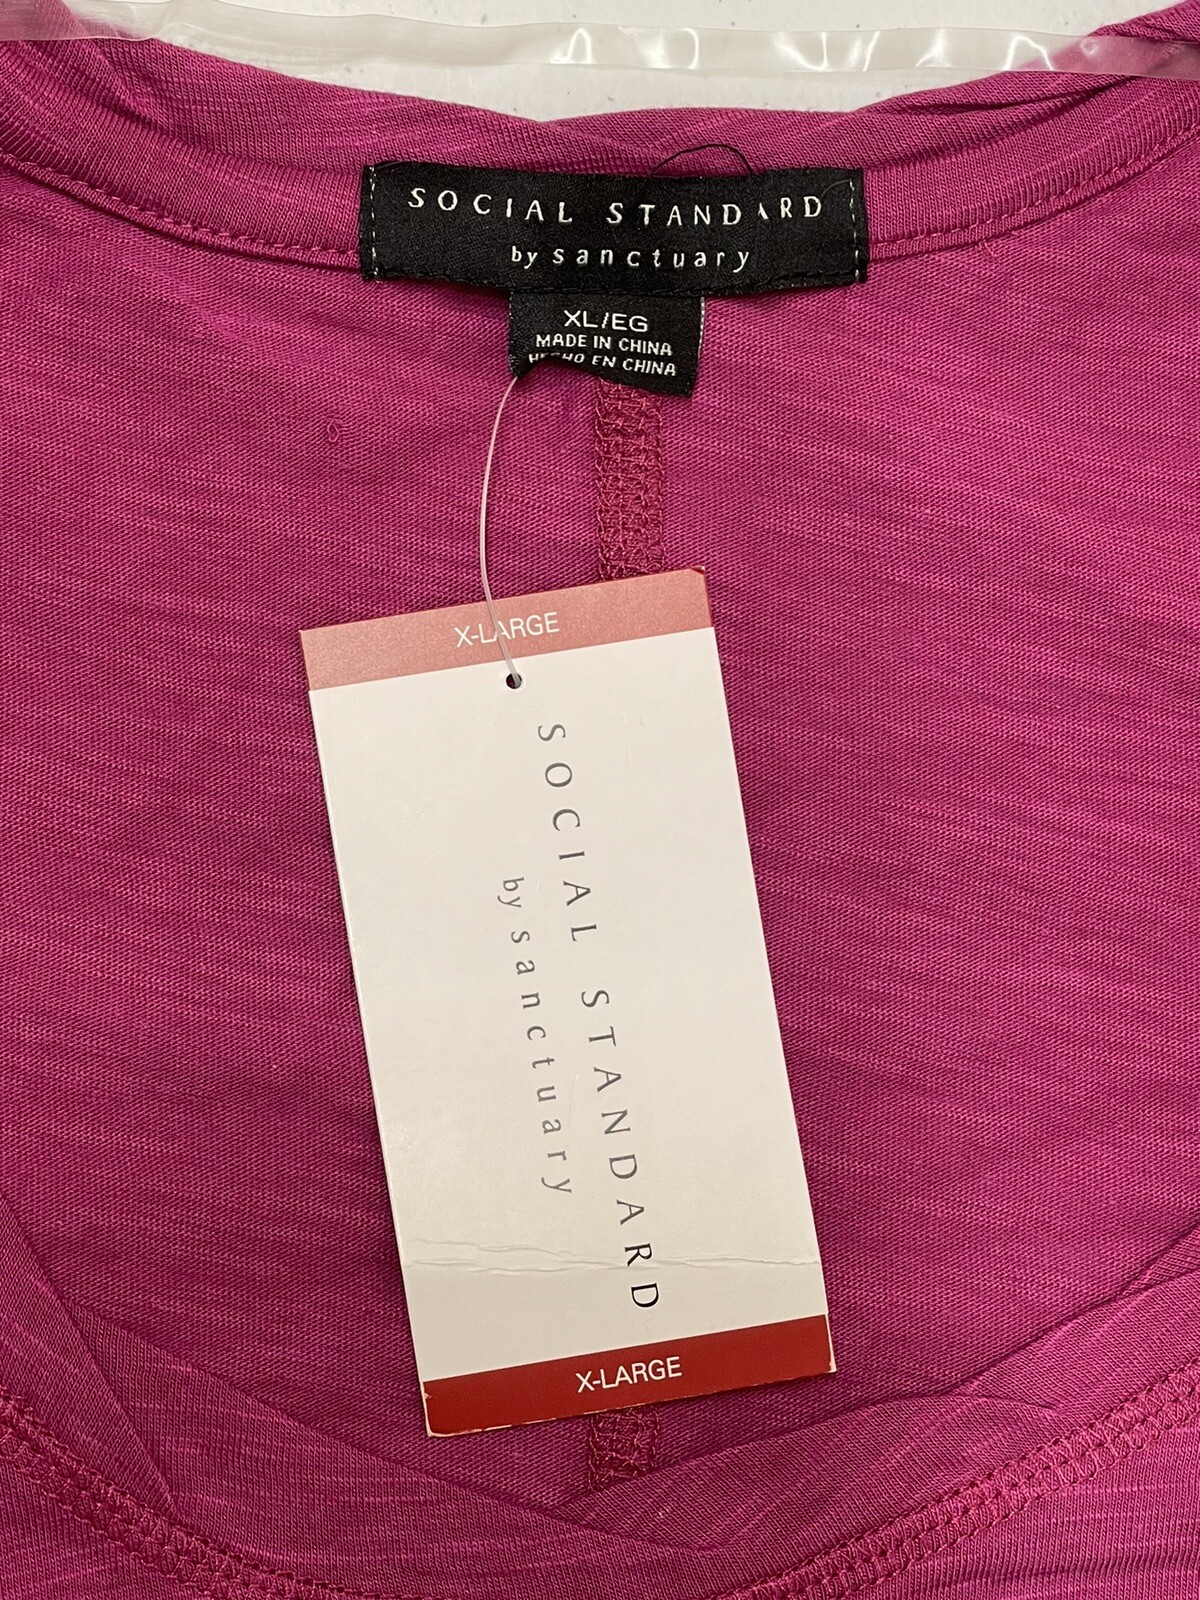 SOCIAL STANDARD
by sanctuary
XL/EG
MADE IN CHINA
HECHO EN CHINA
X-LARGE
SOCIAL STANDARD
by sanctuary
X-LARGE